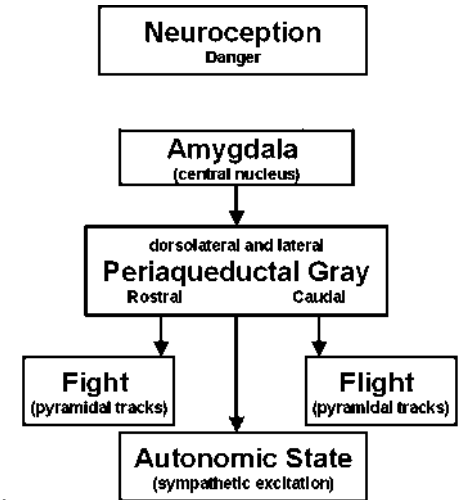 Neuroception
Danger
Amygdala
(central nucleus)
dorsolateral and lateral
Periaqueductal Gray
Rostral Caudal
Fight Flight
(pyramidal tracks) (pyramidal tracks)
Autonomic State
(sympathetic excitation)